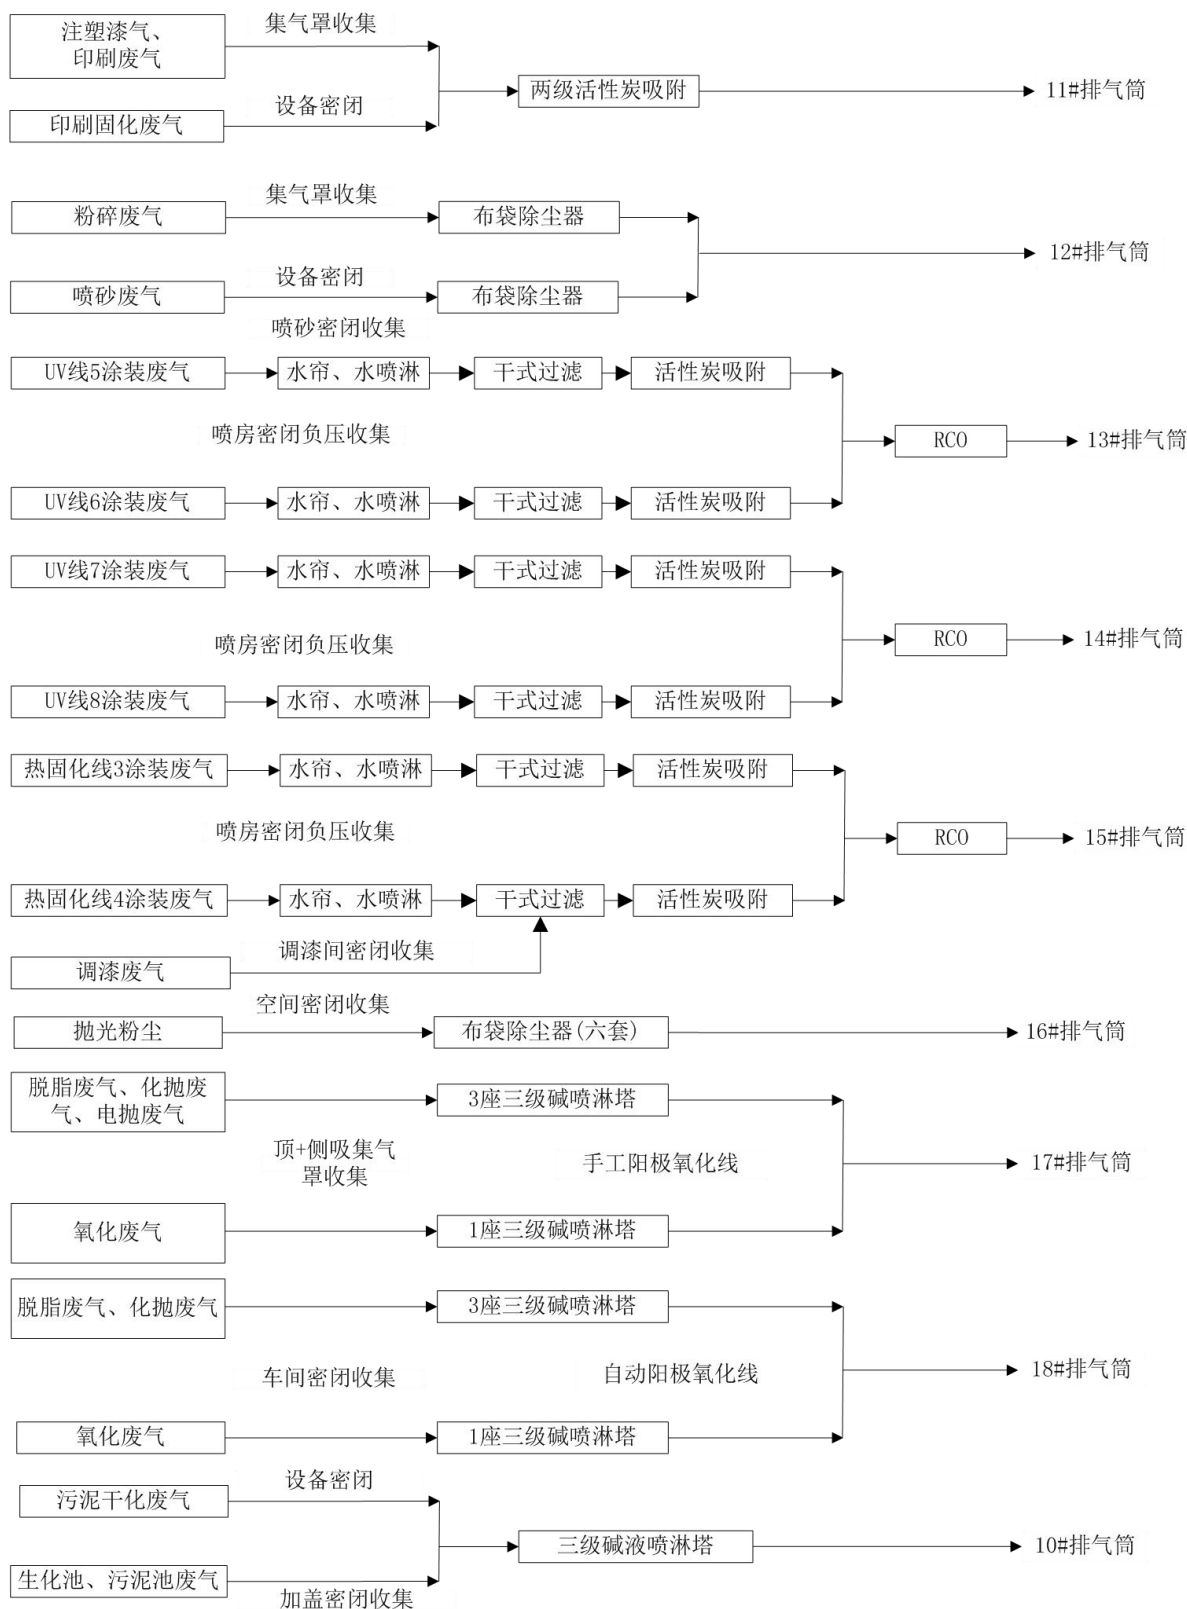 注塑漆气、
印刷废气
集气罩收集
两级活性炭吸附
11#排气筒
设备密闭
印刷固化废气
集气罩收集
粉碎废气
布袋除尘器
12#排气筒
设备密闭
喷砂废气
布袋除尘器
喷砂密闭收集
UV线5涂装废气
水帘、水喷淋
干式过滤
活性炭吸附
喷房密闭负压收集
RCO
13#排气筒
UV线6涂装废气
水帘、水喷淋
干式过滤
活性炭吸附
UV线7涂装废气
水帘、水喷淋
干式过滤
活性炭吸附
喷房密闭负压收集
RCO
14#排气筒
UV线8涂装废气
水帘、水喷淋
干式过滤
活性炭吸附
热固化线3涂装废气
水帘、水喷淋
干式过滤
活性炭吸附
喷房密闭负压收集
RCO
15#排气筒
热固化线4涂装废气
水帘、水喷淋
干式过滤
活性炭吸附
调漆间密闭收集
调漆废气
空间密闭收集
抛光粉尘
布袋除尘器(六套)
16#排气筒
脱脂废气、化抛废
气、电抛废气
3座三级碱喷淋塔
顶+侧吸集气
罩收集
手工阳极氧化线
17#排气筒
氧化废气
1座三级碱喷淋塔
脱脂废气、化抛废气
3座三级碱喷淋塔
车间密闭收集
自动阳极氧化线
18#排气筒
氧化废气
1座三级碱喷淋塔
设备密闭
污泥干化废气
三级碱液喷淋塔
10#排气筒
生化池、污泥池废气
加盖密闭收集